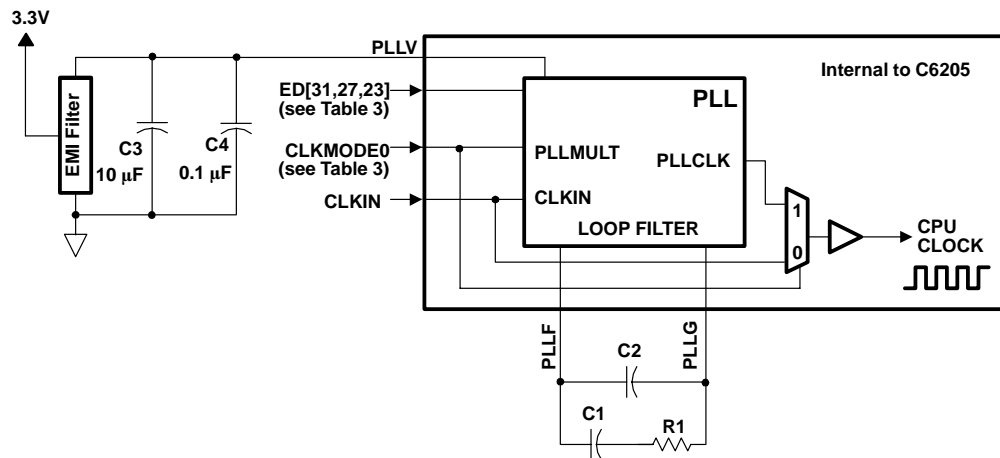 3.3V
PLLV
Internal to C6205
ED[31,27,23]
(see Table 3)
PLL
EMI Filter
C3
10 μF
C4
0.1 μF
CLKMODE0
(see Table 3)
PLLMULT
PLLCLK
CLKIN
CLKIN
LOOP FILTER
1
0
CPU
CLOCK
PLLF
PLLG
C2
C1
R1